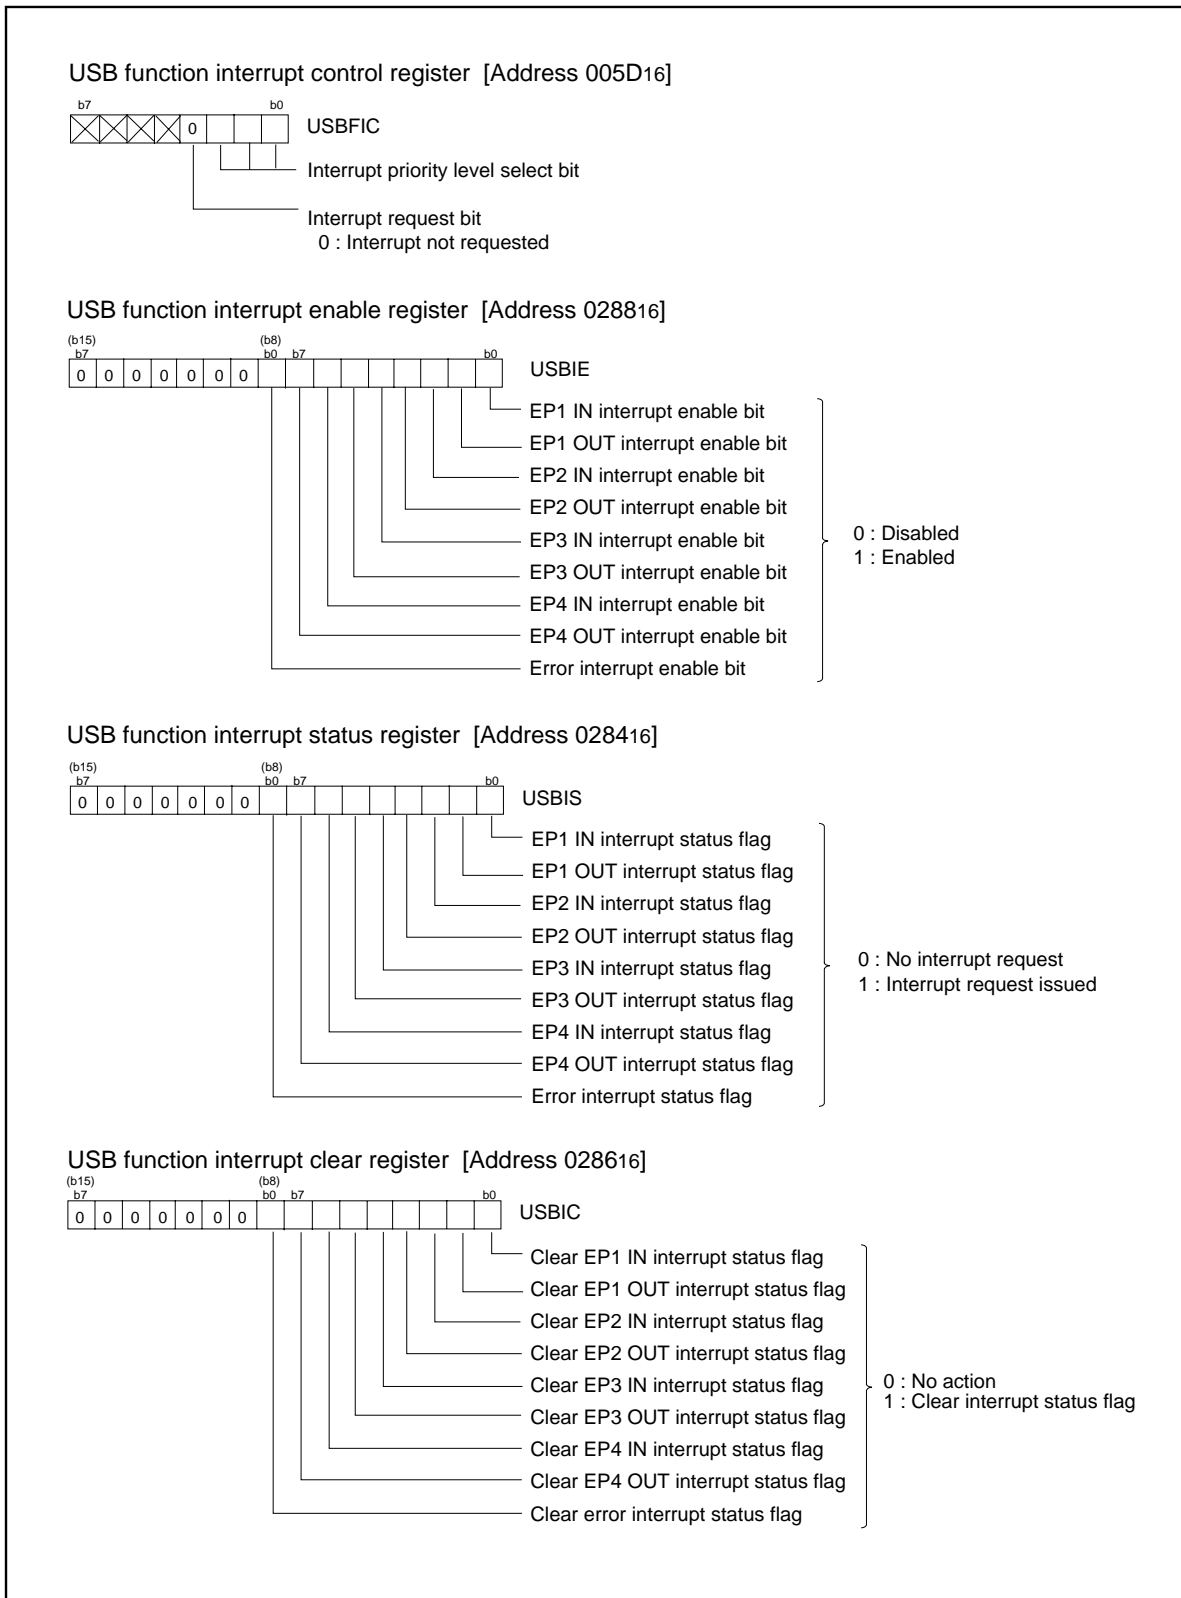 USB function interrupt control register [Address 005D16]
b7 b0
0 USBFIC
Interrupt priority level select bit
Interrupt request bit
0 : Interrupt not requested
USB function interrupt enable register [Address 028816]
(b15) (b8)
b7 b0 b7 b0
0 0 0 0 0 0 0 USBIE
EP1 IN interrupt enable bit
EP1 OUT interrupt enable bit
EP2 IN interrupt enable bit
EP2 OUT interrupt enable bit
EP3 IN interrupt enable bit
EP3 OUT interrupt enable bit
EP4 IN interrupt enable bit
EP4 OUT interrupt enable bit
Error interrupt enable bit
0 : Disabled
1 : Enabled
USB function interrupt status register [Address 028416]
(b15) (b8)
b7 b0 b7 b0
0 0 0 0 0 0 0 USBIS
EP1 IN interrupt status flag
EP1 OUT interrupt status flag
EP2 IN interrupt status flag
EP2 OUT interrupt status flag
EP3 IN interrupt status flag
EP3 OUT interrupt status flag
EP4 IN interrupt status flag
EP4 OUT interrupt status flag
Error interrupt status flag
0 : No interrupt request
1 : Interrupt request issued
USB function interrupt clear register [Address 028616]
(b15) (b8)
b7 b0 b7 b0
0 0 0 0 0 0 0 USBIC
Clear EP1 IN interrupt status flag
Clear EP1 OUT interrupt status flag
Clear EP2 IN interrupt status flag
Clear EP2 OUT interrupt status flag
Clear EP3 IN interrupt status flag
Clear EP3 OUT interrupt status flag
Clear EP4 IN interrupt status flag
Clear EP4 OUT interrupt status flag
Clear error interrupt status flag
0 : No action
1 : Clear interrupt status flag